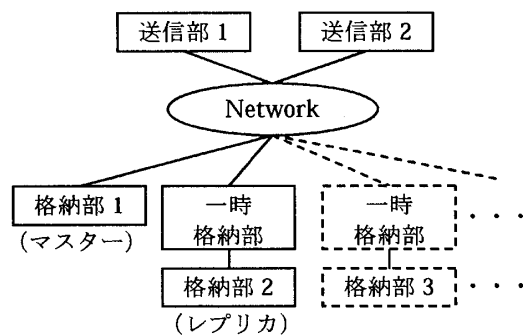 送信部 1
送信部 2
Network
格納部 1
(マスター)
一時
格納部
格納部 2
(レプリカ)
一時
格納部
格納部 3
・・・
・・・